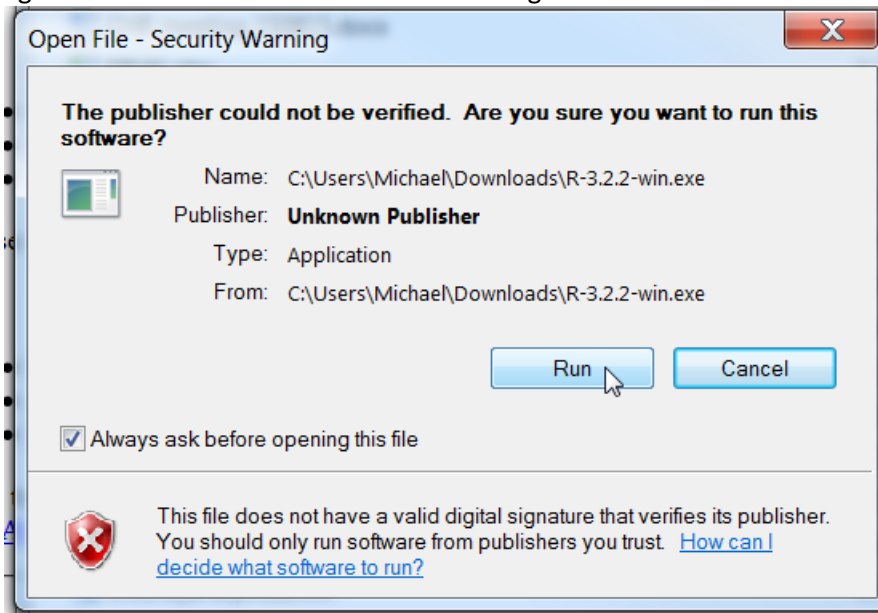 Open File - Security Warning
The publisher could not be verified.  Are you sure you want to run this
software?
Name: C:\Users\Michael\Downloads\R-3.2.2-win.exe
Publisher: Unknown Publisher
Type: Application
From: C:\Users\Michael\Downloads\R-3.2.2-win.exe
Run Cancel
Always ask before opening this file
This file does not have a valid digital signature that verifies its publisher.
You should only run software from publishers you trust. How can I
decide what software to run?